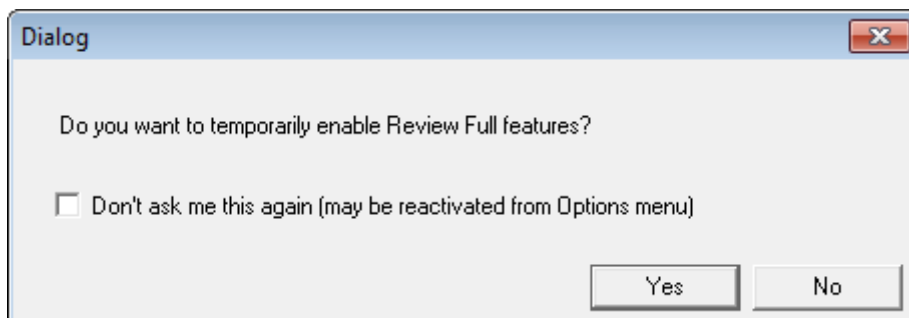 Dialog
Do you want to temporarily enable Review Full features?
Don't ask me this again (may be reactivated from Options menu)
Yes No